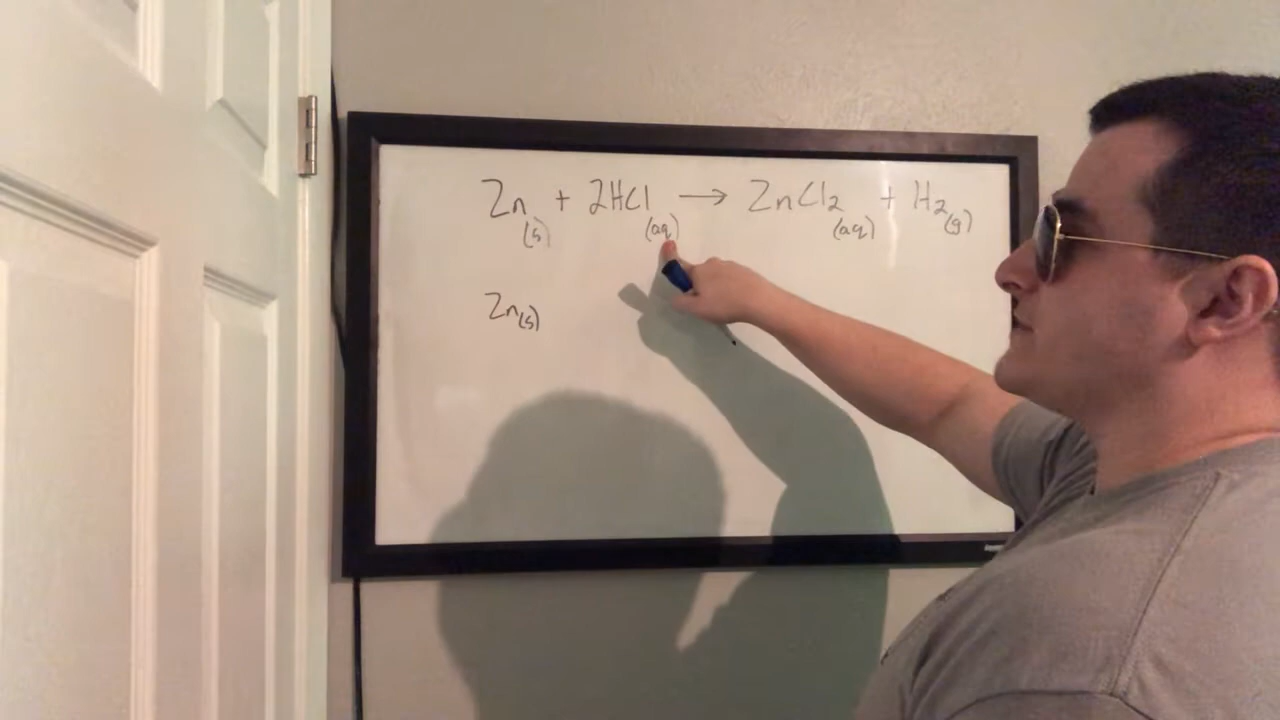 Zn(s) + 2HCl(aq) → ZnCl2(aq) + H2(g)
Zn(s)